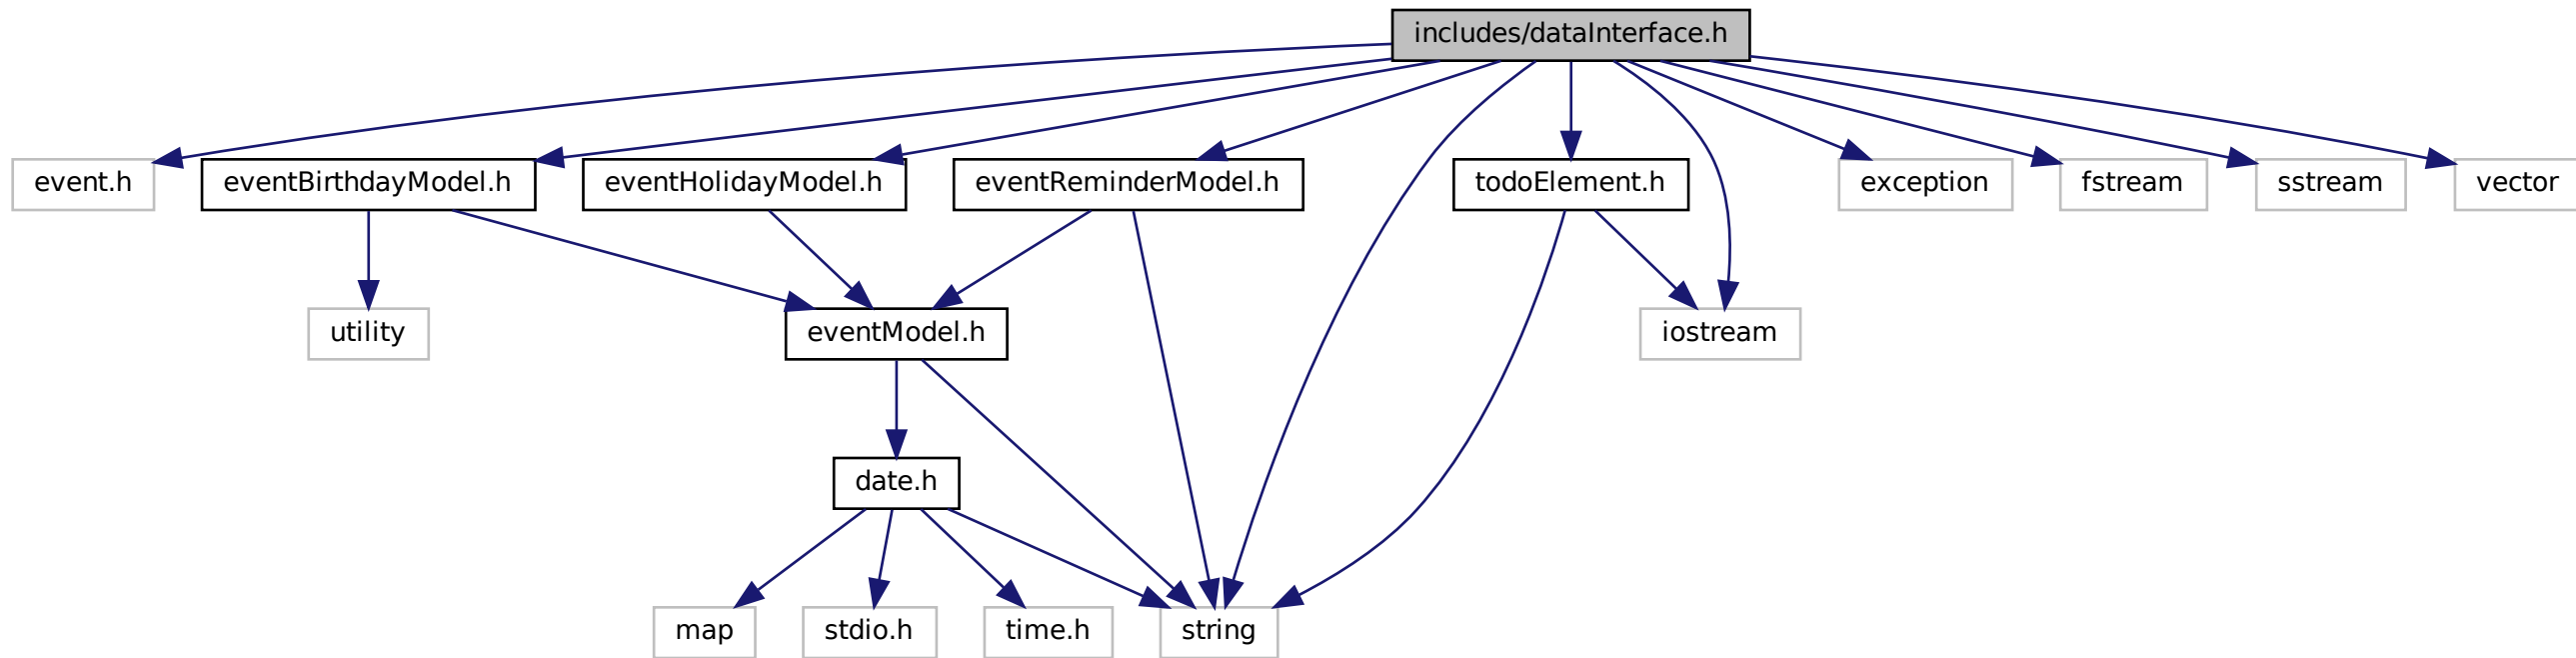 includes/dataInterface.h
event.h
eventBirthdayModel.h
eventHolidayModel.h
eventReminderModel.h
todoElement.h
exception
fstream
sstream
vector
utility
eventModel.h
iostream
date.h
map
stdio.h
time.h
string